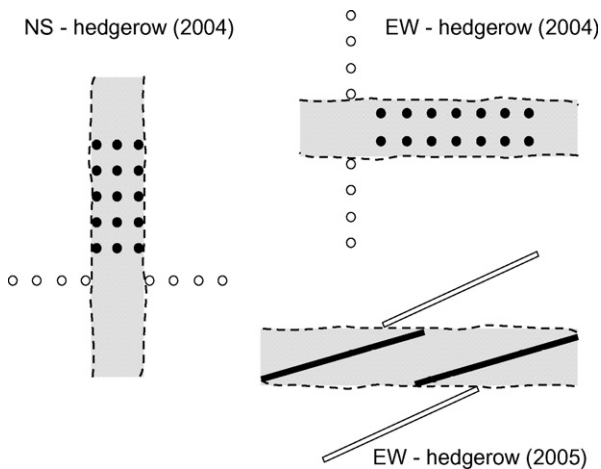 NS - hedgerow (2004)
EW - hedgerow (2004)
EW - hedgerow (2005)